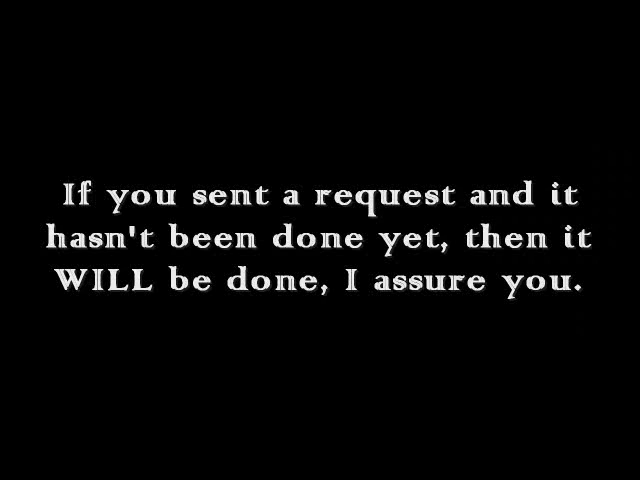 If you sent a request and it
hasn't been done yet, then it
WILL be done, I assure you.